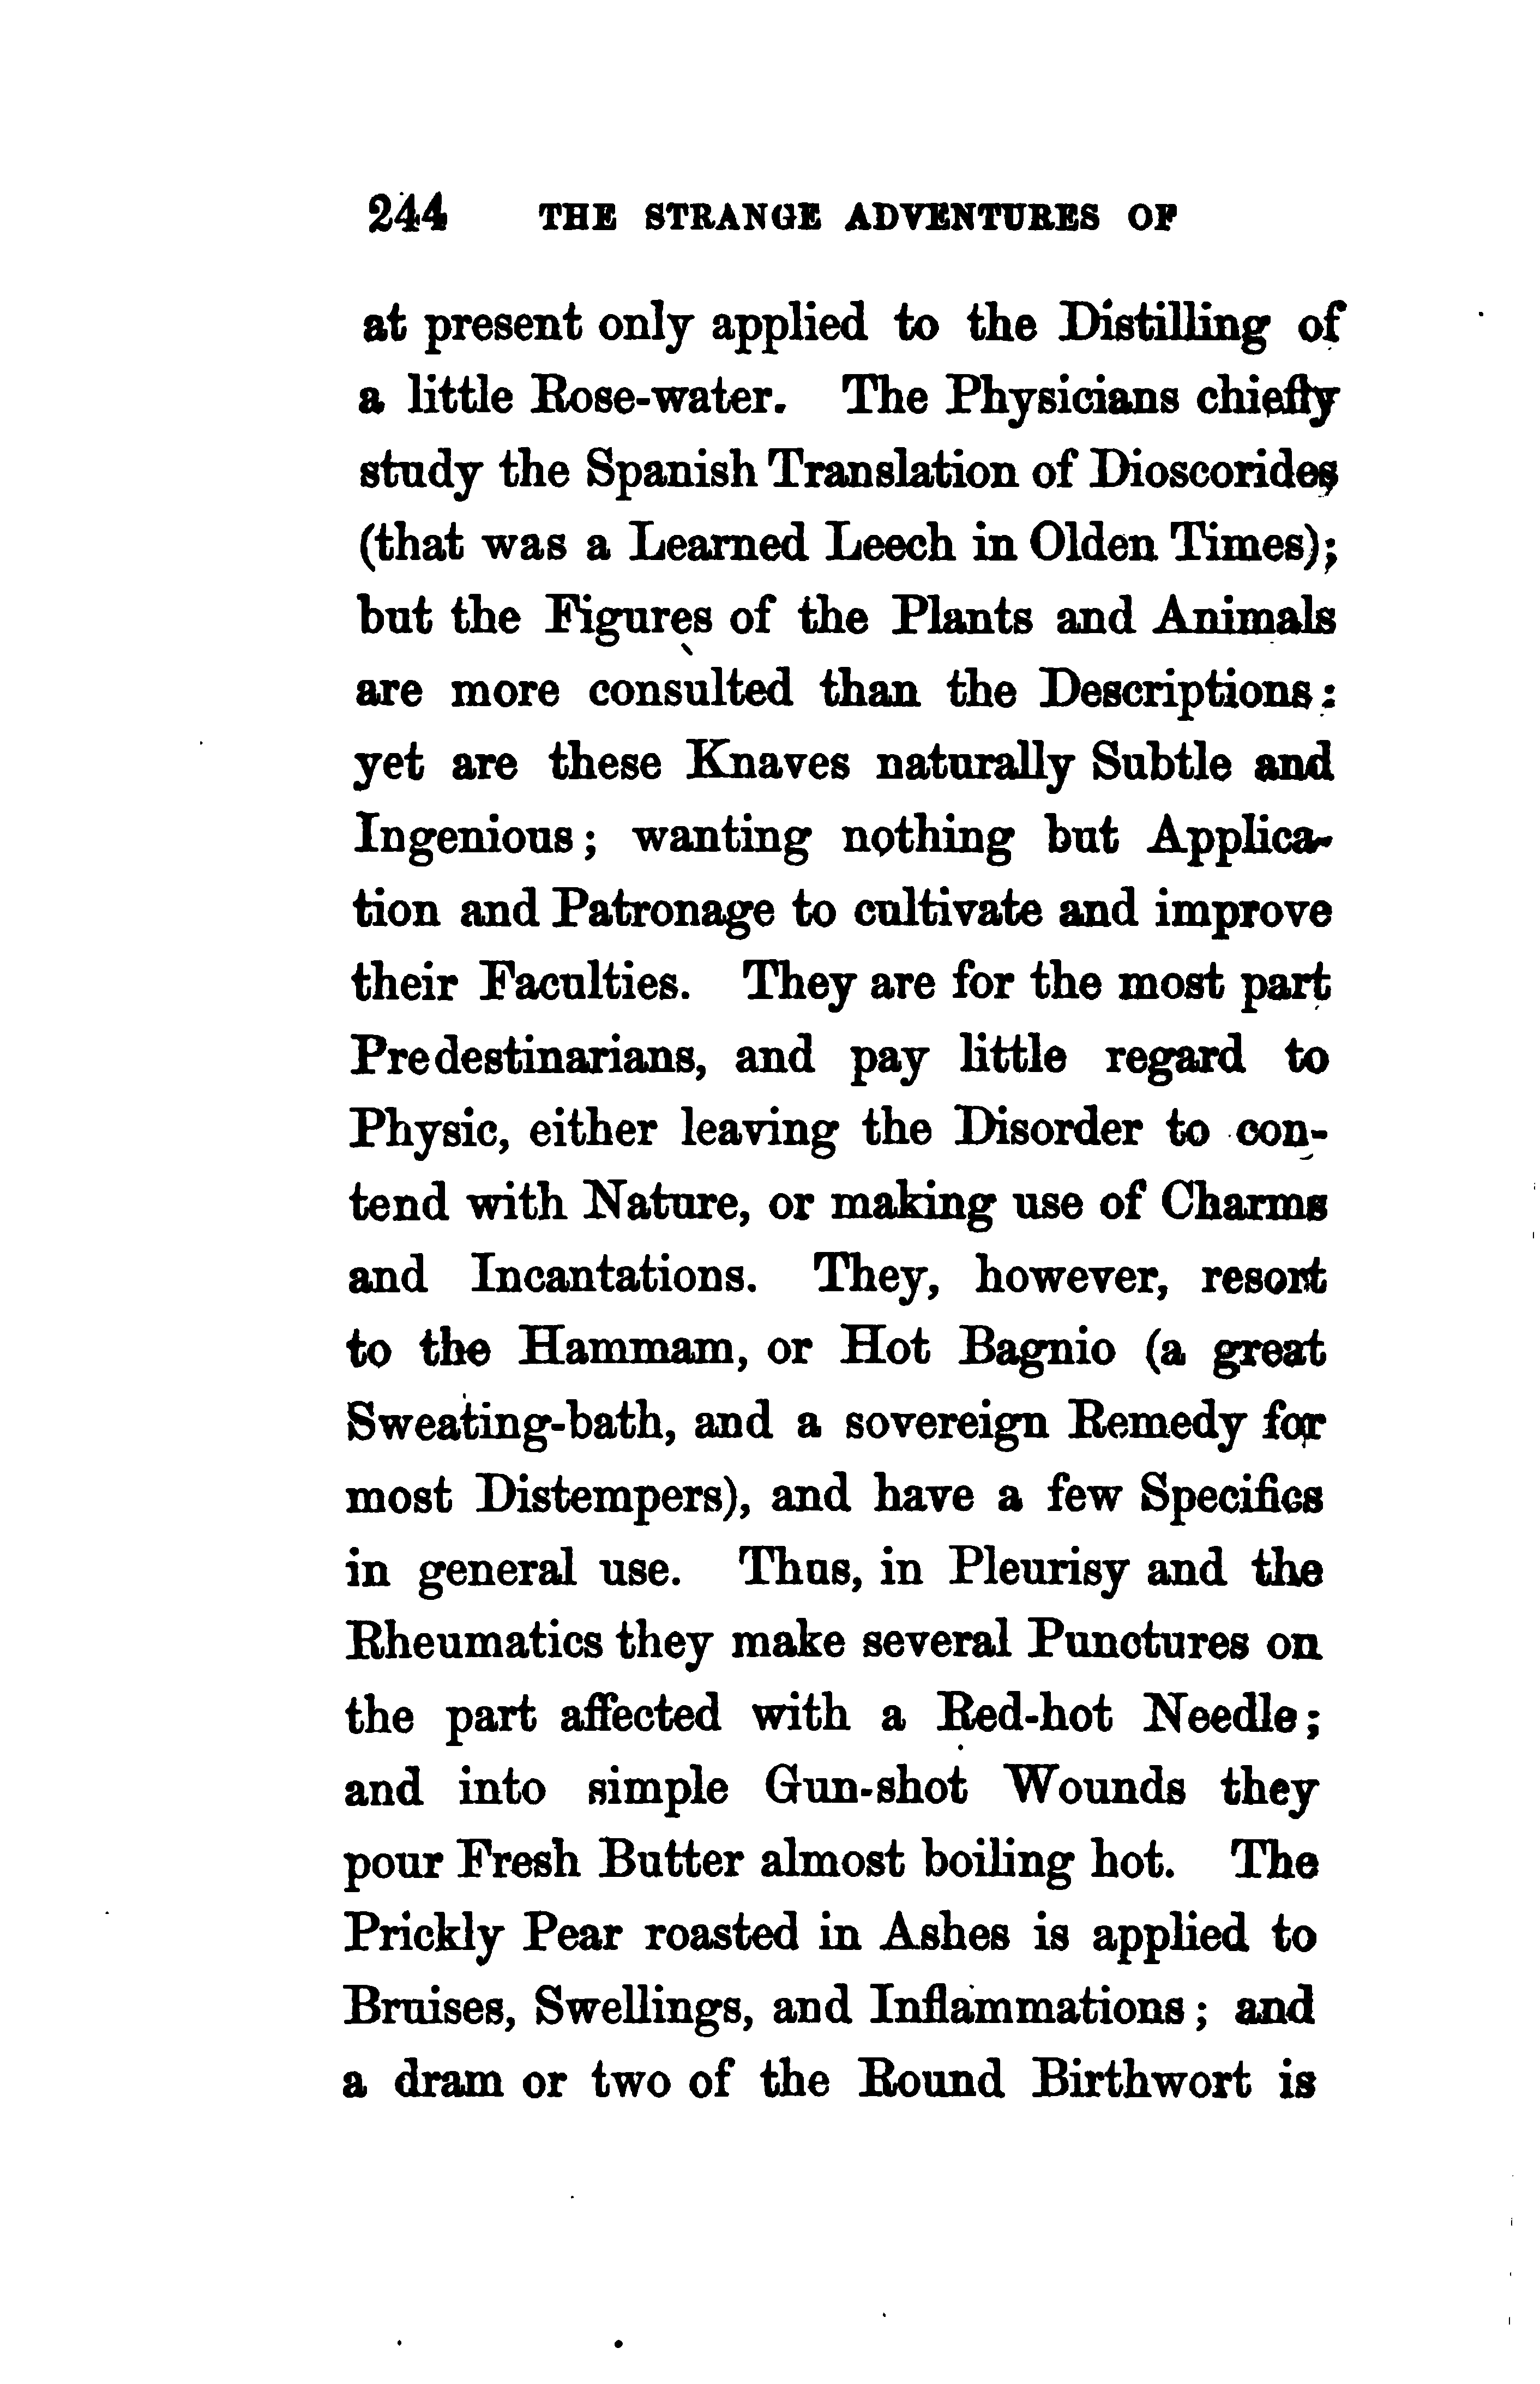 244 THE STRANGE ADVENTURES OF
at present only applied to the Distilling of
a little Rose-water. The Physicians chiefly
study the Spanish Translation of Dioscorides
(that was a Learned Leech in Olden Times);
but the Figures of the Plants and Animals
are more consulted than the Descriptions:
yet are these Knaves naturally Subtle and
Ingenious; wanting nothing but Applica-
tion and Patronage to cultivate and improve
their Faculties. They are for the most part
Predestinarians, and pay little regard to
Physic, either leaving the Disorder to con-
tend with Nature, or making use of Charms
and Incantations. They, however, resort
to the Hammam, or Hot Bagnio (a great
Sweating-bath, and a sovereign Remedy for
most Distempers), and have a few Specifics
in general use. Thus, in Pleurisy and the
Rheumatics they make several Punctures on
the part affected with a Red-hot Needle;
and into simple Gun-shot Wounds they
pour Fresh Butter almost boiling hot. The
Prickly Pear roasted in Ashes is applied to
Bruises, Swellings, and Inflammations; and
a dram or two of the Round Birthwort is